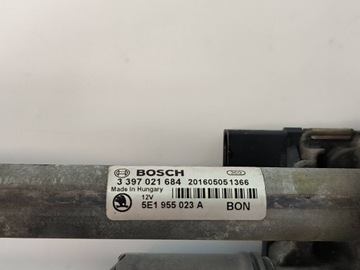 BOSCH
3 397 021 684 201605051366
Made in Hungary
12V
5E1 955 023 A BON